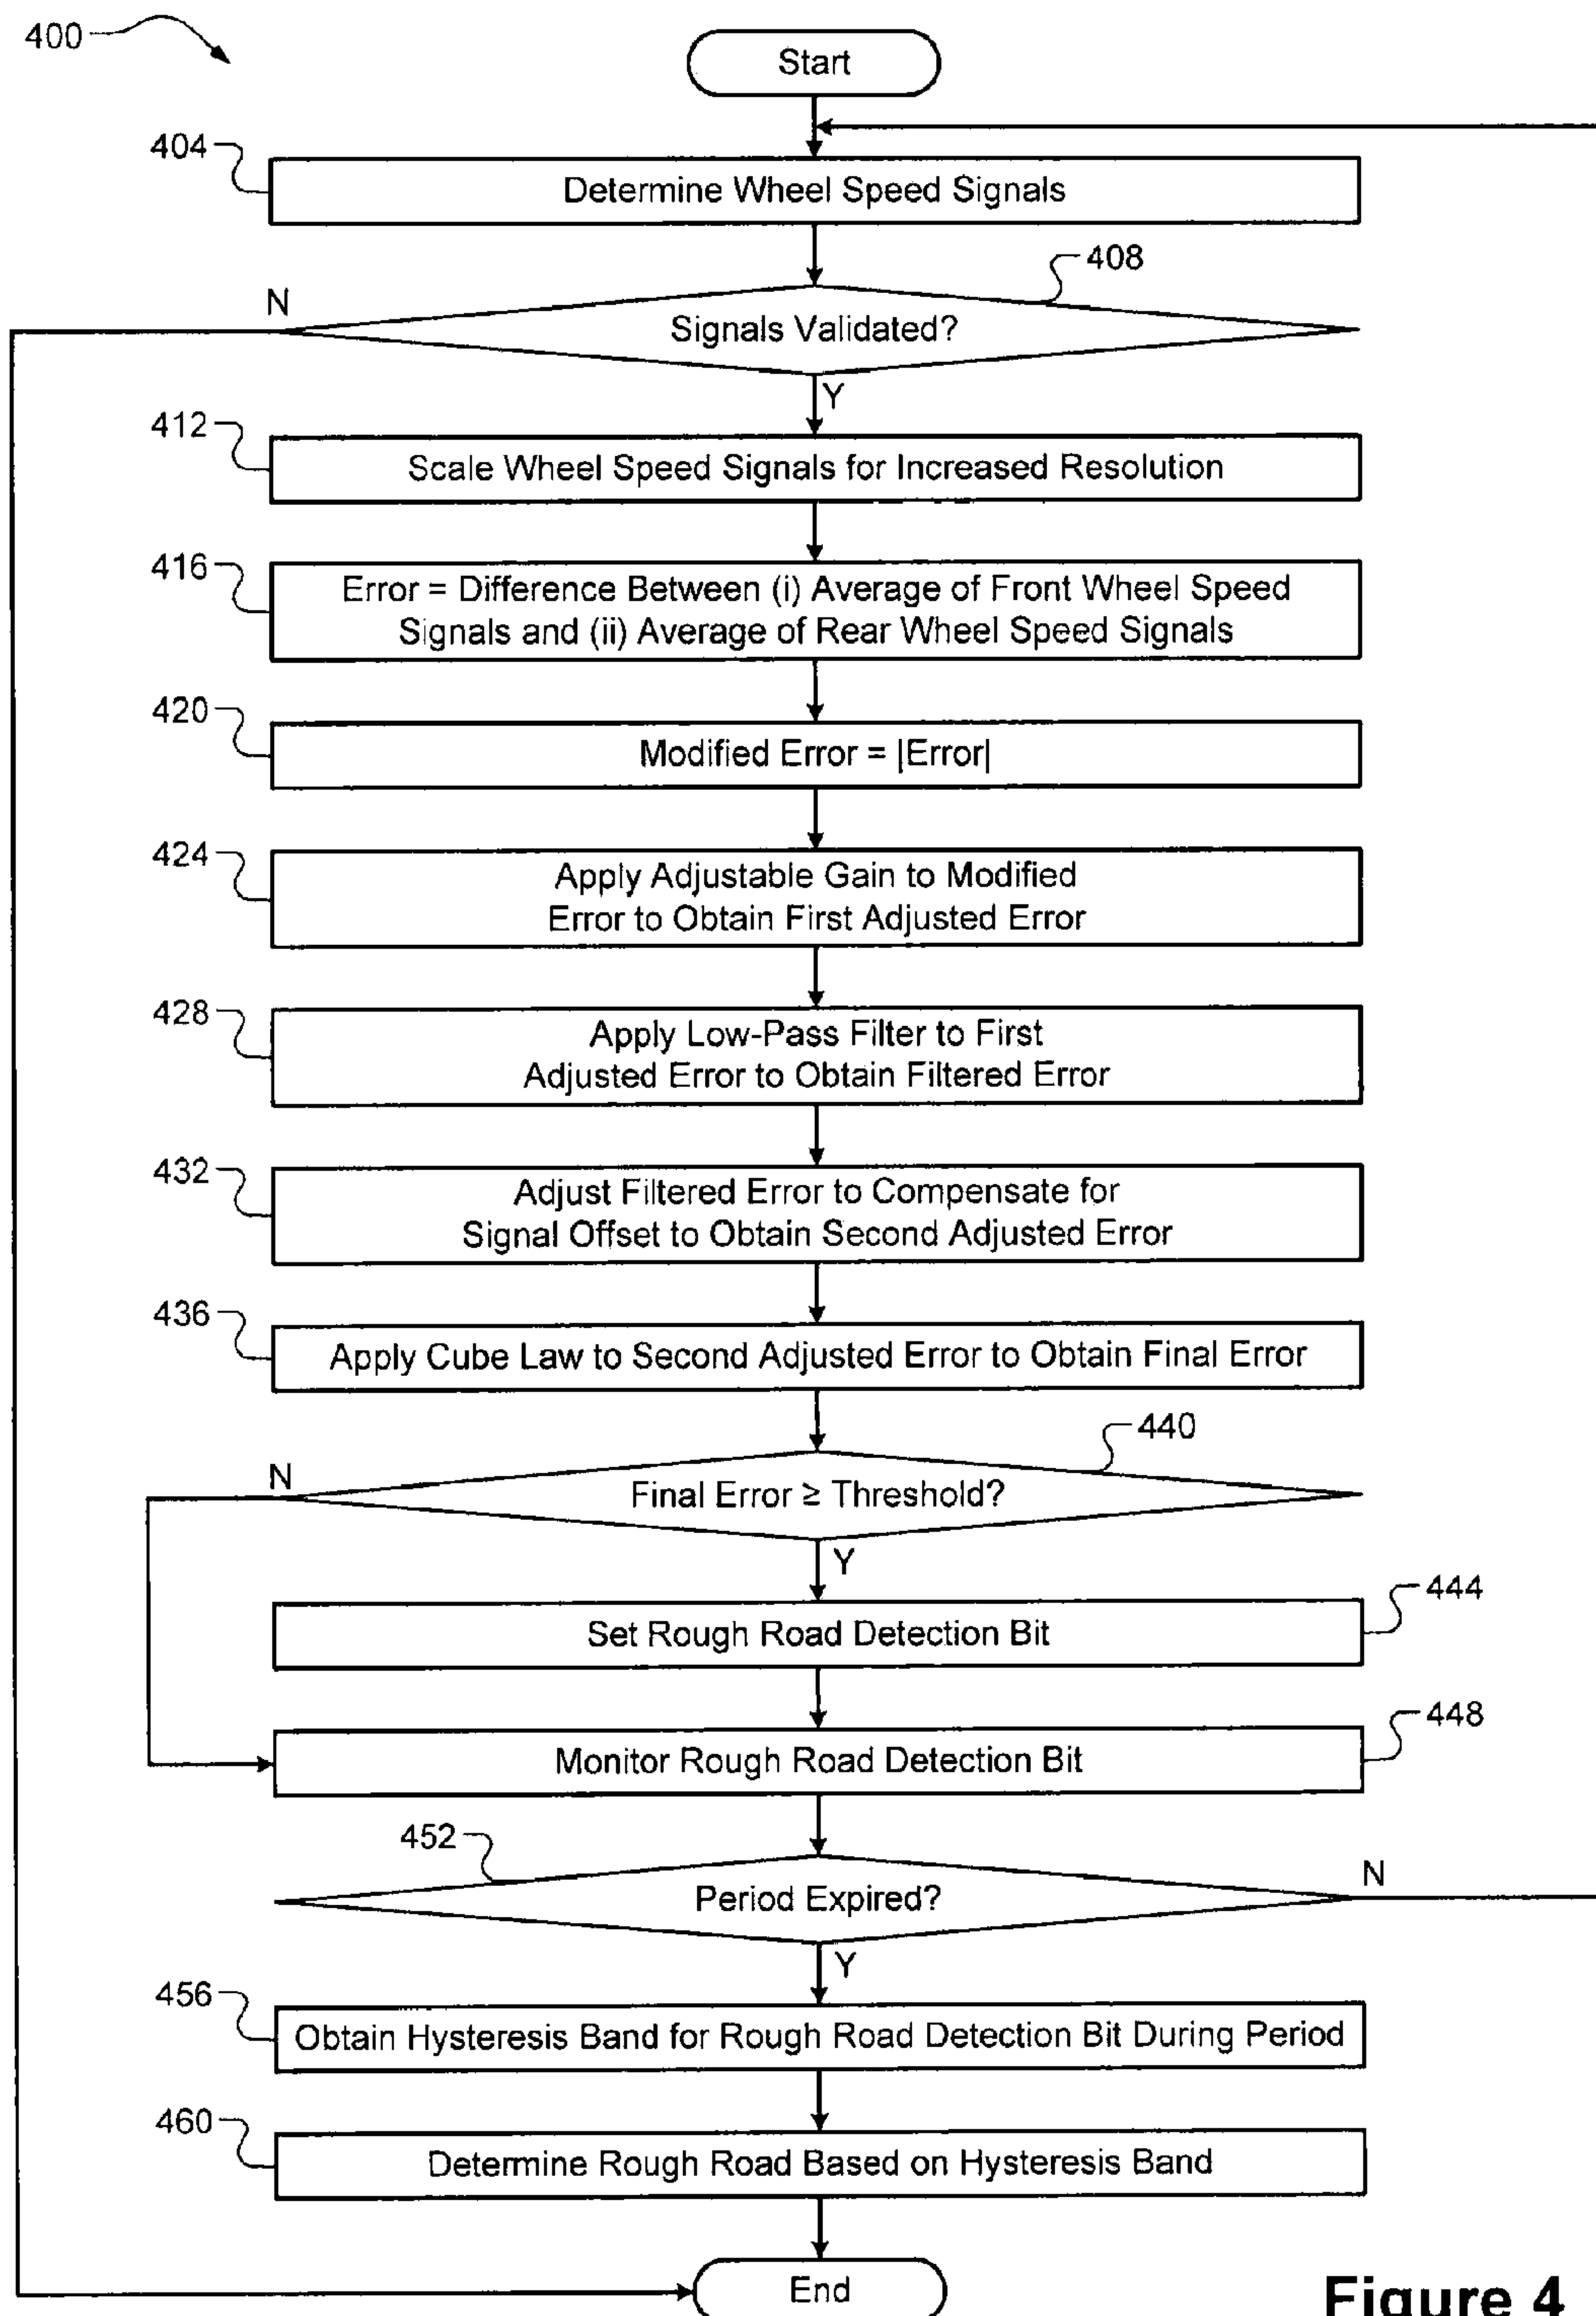 400
Start
404
Determine Wheel Speed Signals
408
N
Signals Validated?
Y
412
Scale Wheel Speed Signals for Increased Resolution
416
Error = Difference Between (i) Average of Front Wheel Speed
Signals and (ii) Average of Rear Wheel Speed Signals
420
Modified Error = |Error|
424
Apply Adjustable Gain to Modified
Error to Obtain First Adjusted Error
428
Apply Low-Pass Filter to First
Adjusted Error to Obtain Filtered Error
432
Adjust Filtered Error to Compensate for
Signal Offset to Obtain Second Adjusted Error
436
Apply Cube Law to Second Adjusted Error to Obtain Final Error
440
N
Final Error ≥ Threshold?
Y
444
Set Rough Road Detection Bit
448
Monitor Rough Road Detection Bit
452
N
Period Expired?
Y
456
Obtain Hysteresis Band for Rough Road Detection Bit During Period
460
Determine Rough Road Based on Hysteresis Band
End
Figure 4